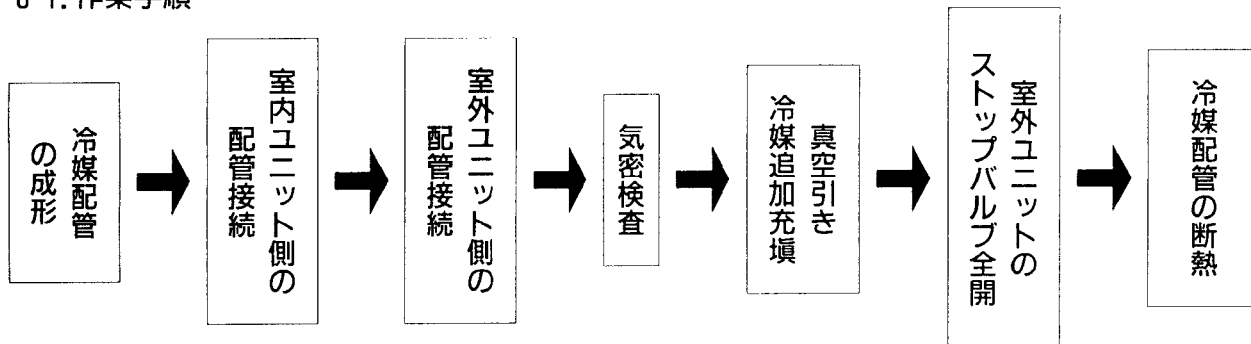 6-1.作業手順
冷媒配管
の成形
室内ユニット側の
配管接続
室外ユニット側の
配管接続
気密検査
真空引き
冷媒追加充塡
室外ユニットの
ストップバルブ全開
冷媒配管の断熱